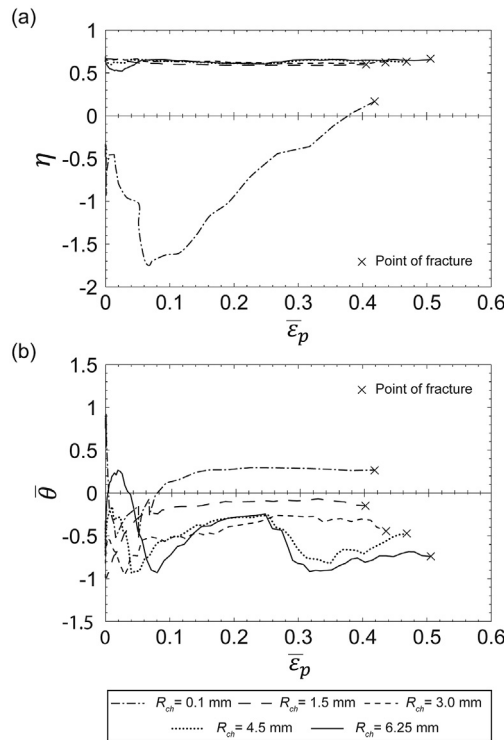 (a)
1
0.5
0
-0.5
-1
-1.5
-2
η
0 0.1 0.2 0.3 0.4 0.5 0.6
ε̅p
× Point of fracture
(b)
1.5
1
0.5
0
-0.5
-1
-1.5
θ̅
0 0.1 0.2 0.3 0.4 0.5 0.6
ε̅p
× Point of fracture
Rch= 0.1 mm Rch= 1.5 mm Rch= 3.0 mm
Rch= 4.5 mm Rch= 6.25 mm